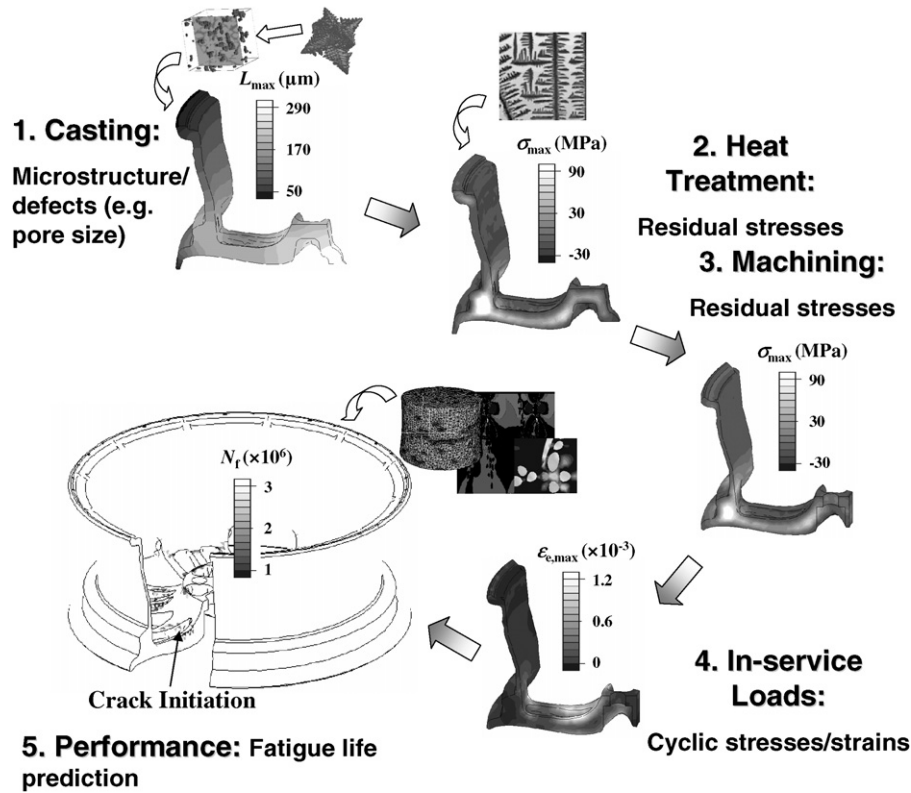 L_max (µm)
290
170
50
1. Casting:
Microstructure/
defects (e.g.
pore size)
σ_max (MPa)
90
30
-30
2. Heat
Treatment:
Residual stresses
3. Machining:
Residual stresses
σ_max (MPa)
90
30
-30
N_f (×10⁶)
3
2
1
Crack Initiation
ε_e,max (×10⁻³)
1.2
0.6
0
4. In-service
Loads:
Cyclic stresses/strains
5. Performance: Fatigue life
prediction